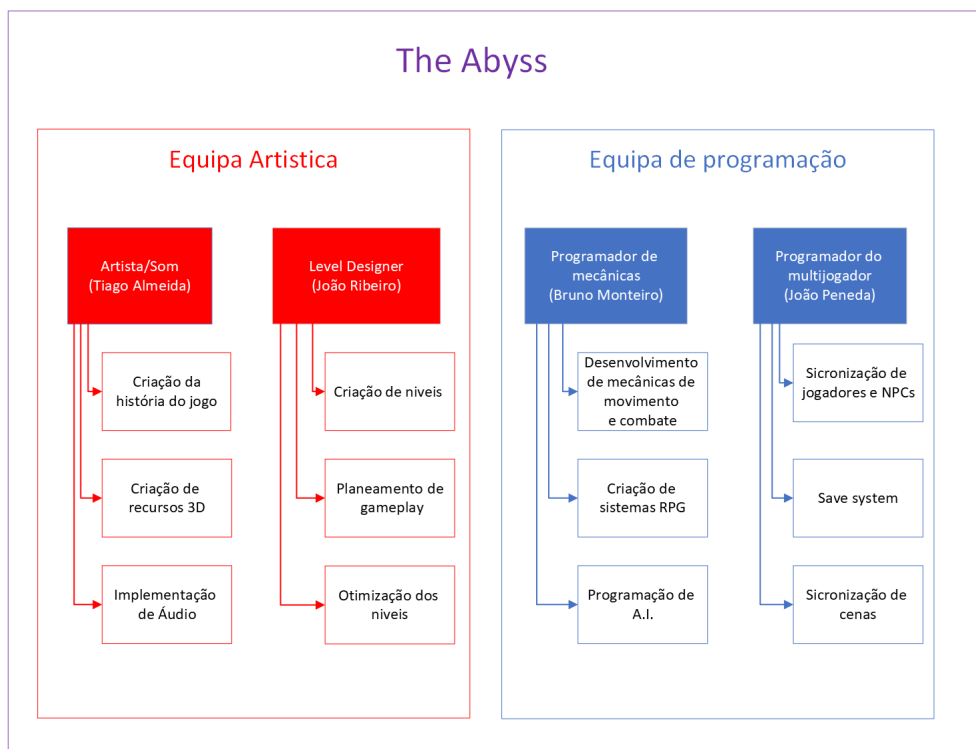 The Abyss
Equipa Artistica
Artista/Som
(Tiago Almeida)
Criação da
história do jogo
Criação de
recursos 3D
Implementação
de Áudio
Level Designer
(João Ribeiro)
Criação de niveis
Planeamento de
gameplay
Otimização dos
niveis
Equipa de programação
Programador de
mecânicas
(Bruno Monteiro)
Desenvolvimento
de mecânicas de
movimento
e combate
Criação de
sistemas RPG
Programação de
A.I.
Programador do
multijogador
(João Peneda)
Sicronização de
jogadores e NPCs
Save system
Sicronização de
cenas